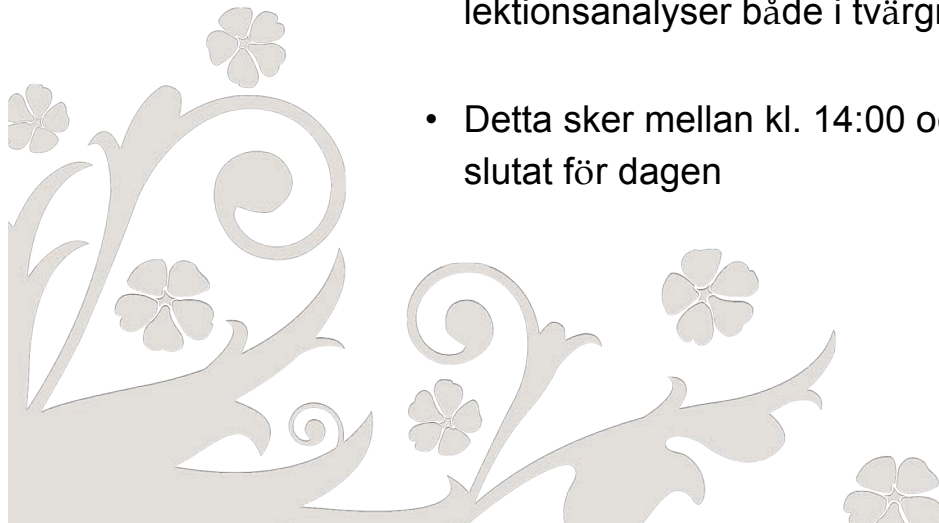 lektionsanalyser både i
• Detta sker mellan kl. 14:00
slutat för dagen